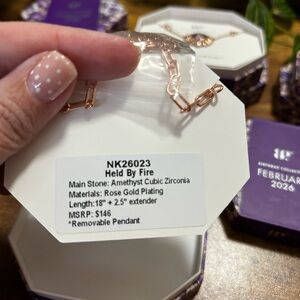 NK26023
Held By Fire
Main Stone: Amethyst Cubic Zirconia
Materials: Rose Gold Plating
Length:18" + 2.5" extender
MSRP: $146
*Removable Pendant
FEBRUARY
2026